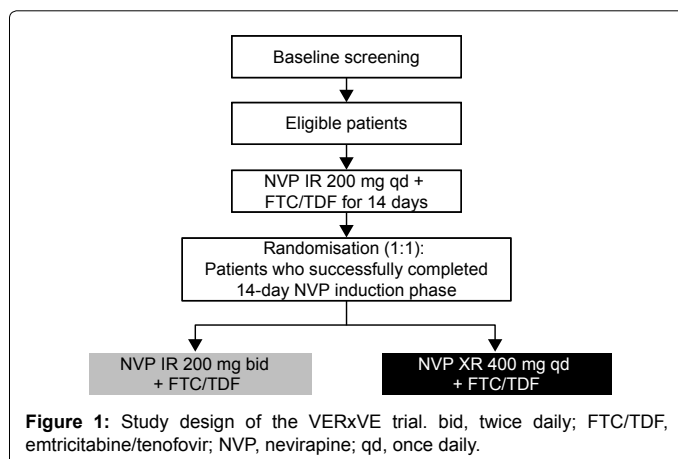 Baseline screening
Eligible patients
NVP IR 200 mg qd +
FTC/TDF for 14 days
Randomisation (1:1):
Patients who successfully completed
14-day NVP induction phase
NVP IR 200 mg bid
+ FTC/TDF
NVP XR 400 mg qd
+ FTC/TDF
Figure 1: Study design of the VERxVE trial. bid, twice daily; FTC/TDF,
emtricitabine/tenofovir; NVP, nevirapine; qd, once daily.